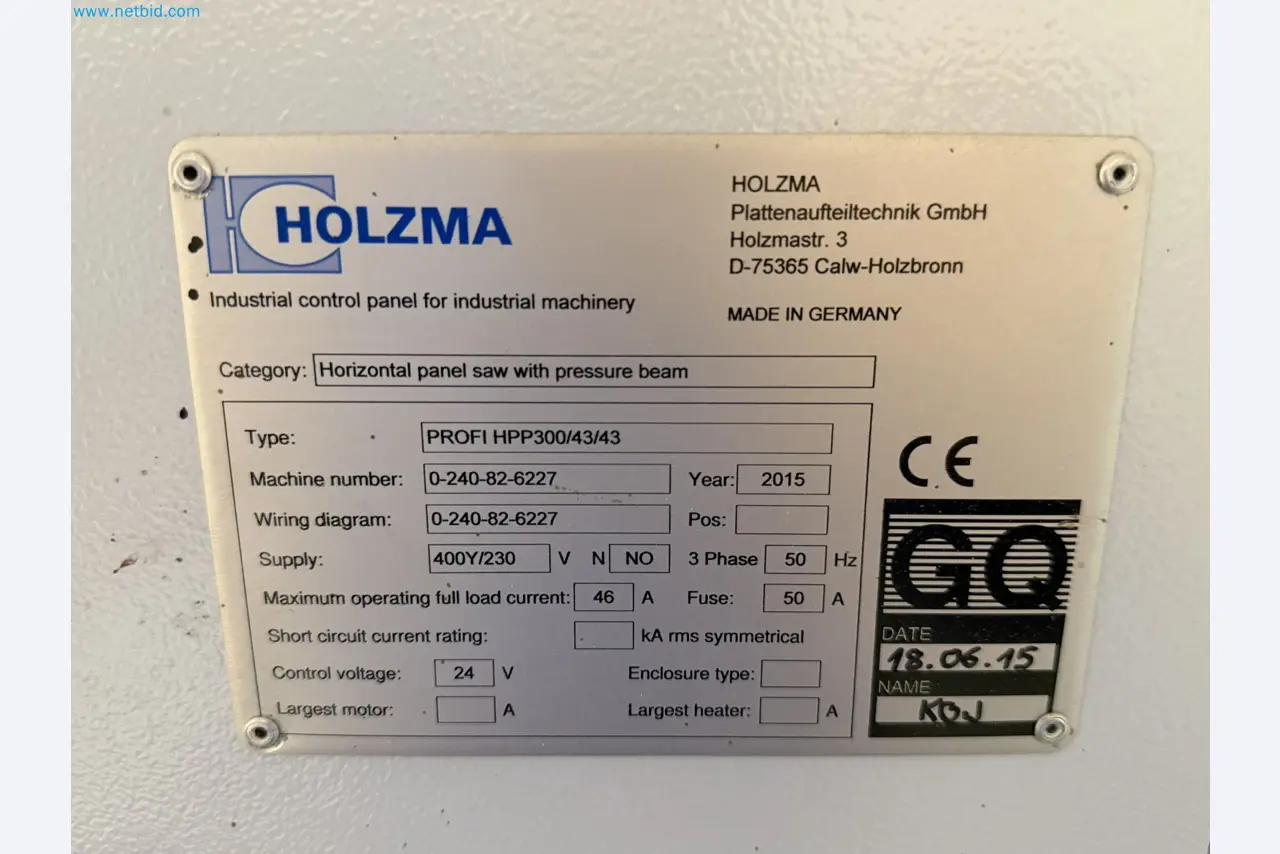 www.netbid.com
HOLZMA
Industrial control panel for industrial machinery
HOLZMA
Plattenaufteiltechnik GmbH
Holzmastr. 3
D-75365 Calw-Holzbronn
MADE IN GERMANY
Category: Horizontal panel saw with pressure beam
Type: PROFI HPP300/43/43
Machine number: 0-240-82-6227 Year: 2015
Wiring diagram: 0-240-82-6227 Pos:
Supply: 400Y/230 V N NO 3 Phase 50 Hz
Maximum operating full load current: 46 A Fuse: 50 A
Short circuit current rating: kA rms symmetrical
Control voltage: 24 V Enclosure type:
Largest motor: A Largest heater: A
CE
GQ
DATE
18.06.15
NAME